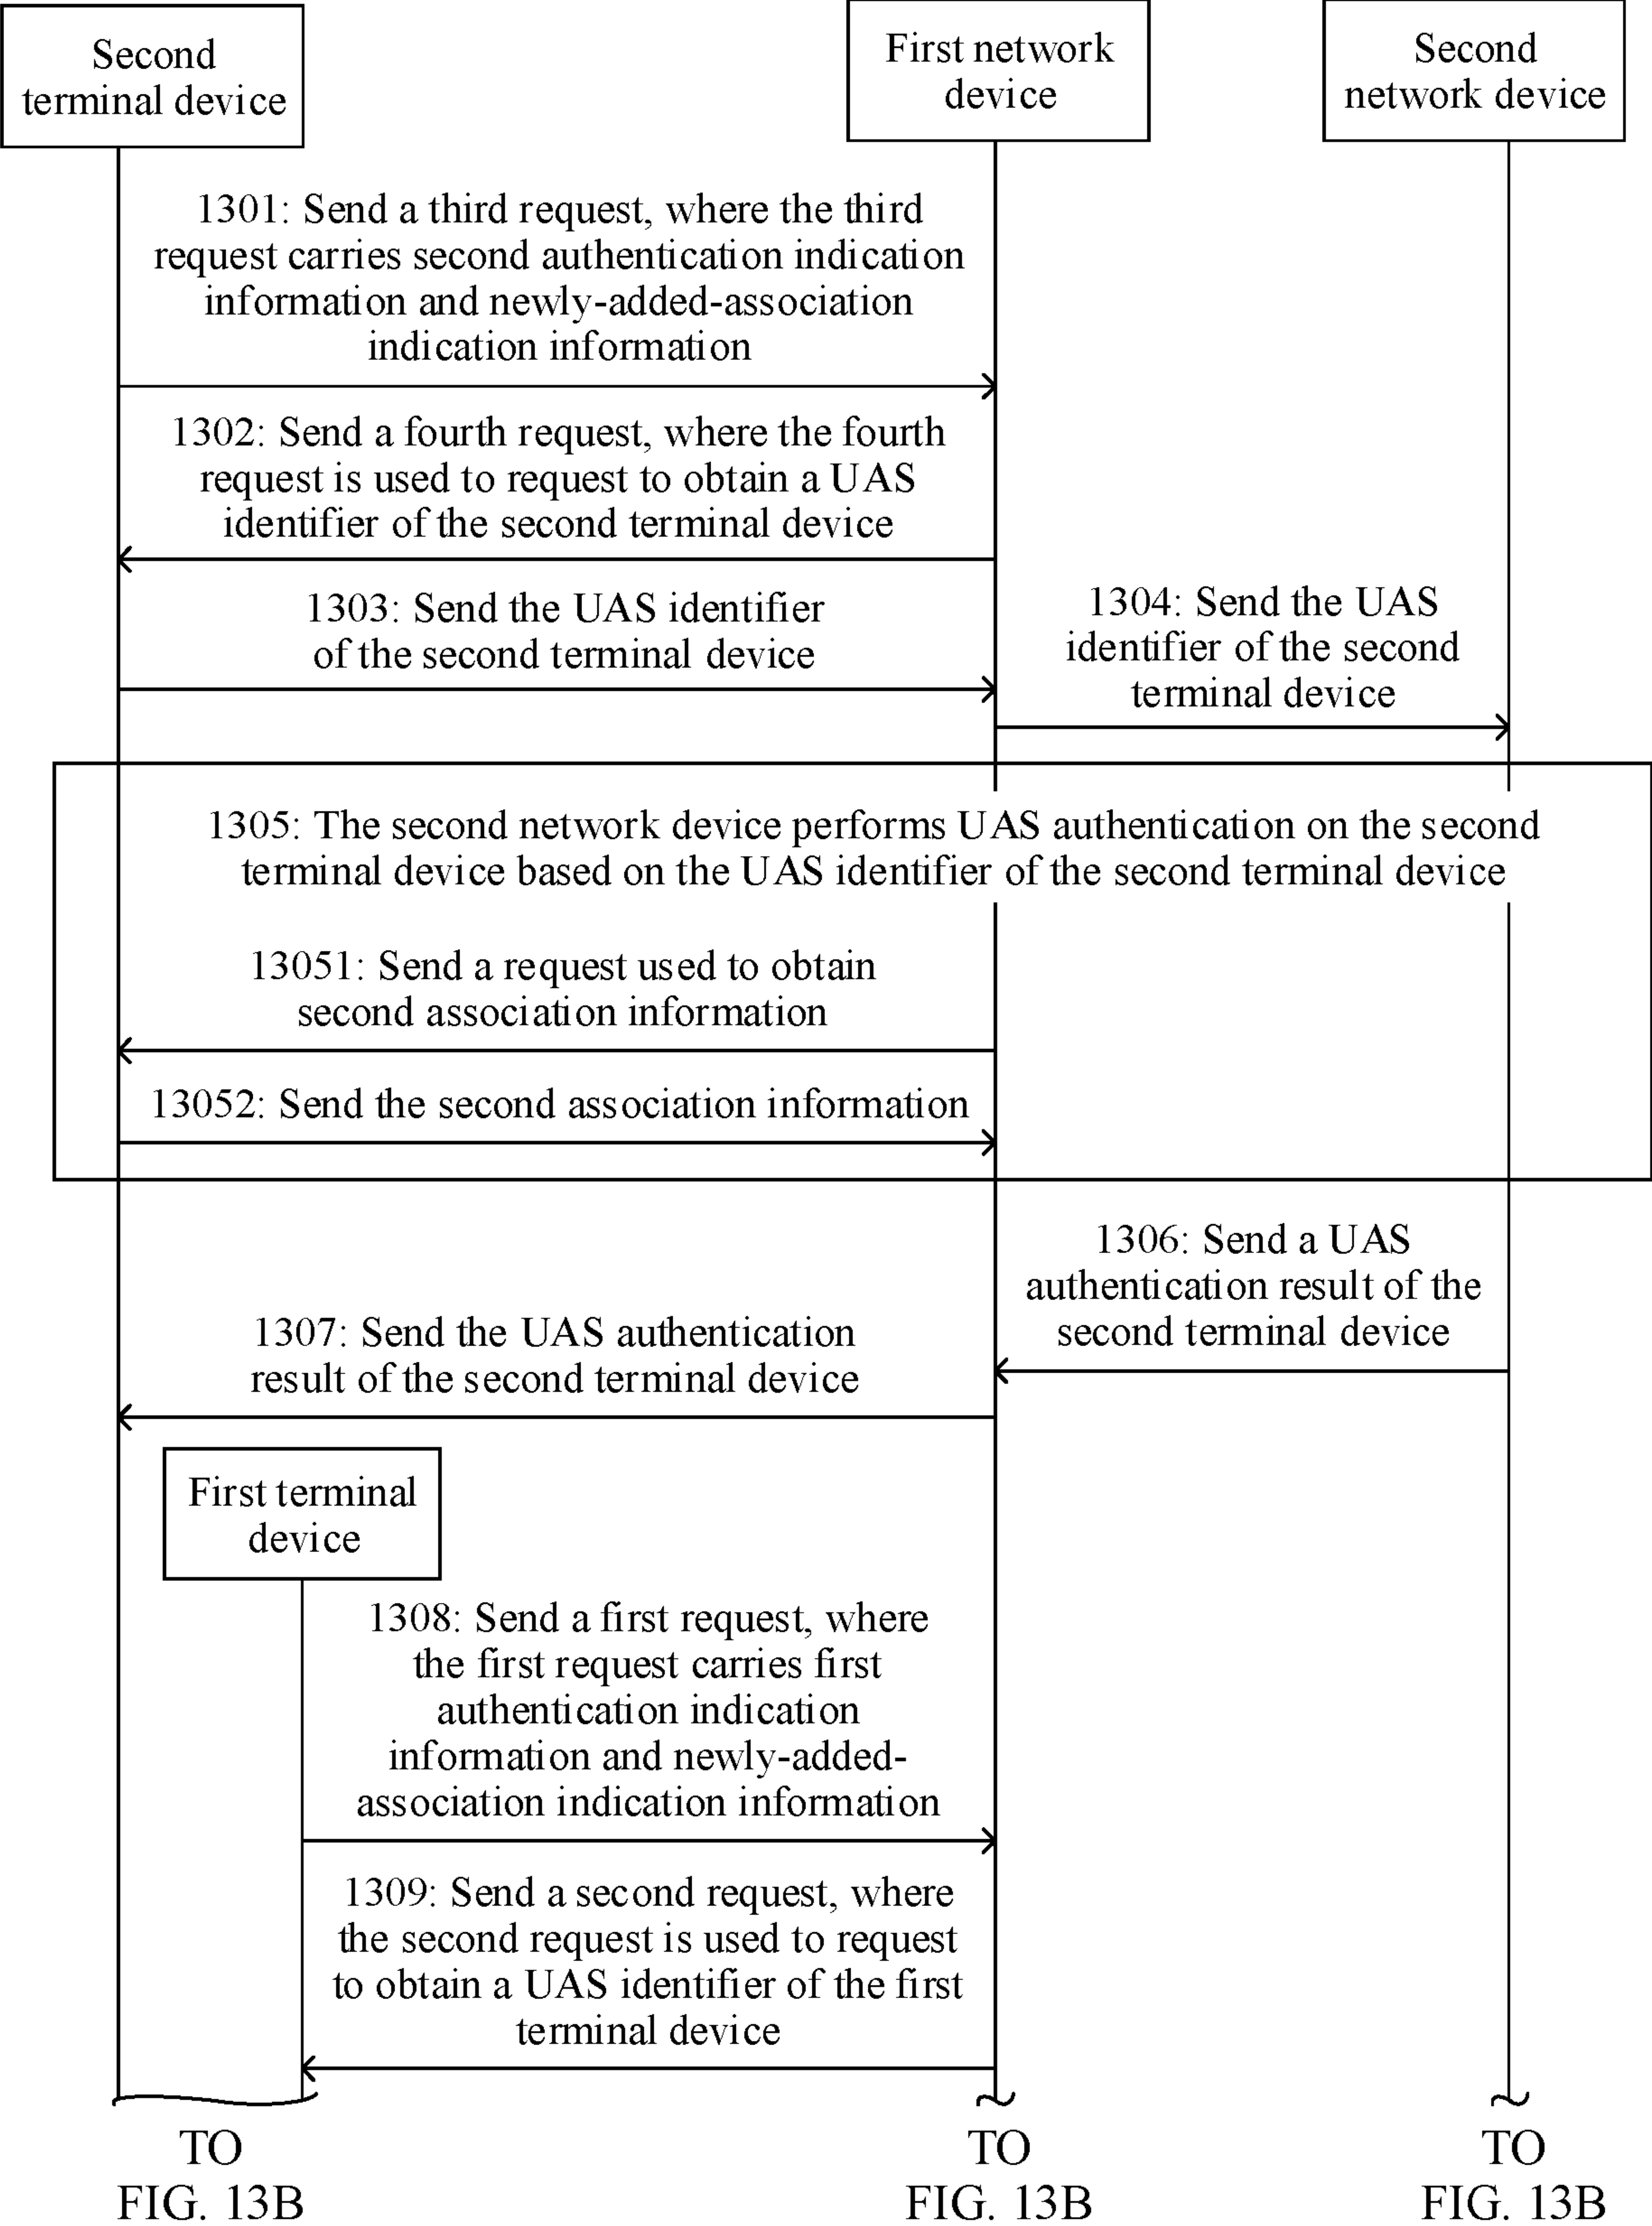 Second
terminal device
First network
device
Second
network device
1301: Send a third request, where the third
request carries second authentication indication
information and newly-added-association
indication information
1302: Send a fourth request, where the fourth
request is used to request to obtain a UAS
identifier of the second terminal device
1303: Send the UAS identifier
of the second terminal device
1304: Send the UAS
identifier of the second
terminal device
1305: The second network device performs UAS authentication on the second
terminal device based on the UAS identifier of the second terminal device
13051: Send a request used to obtain
second association information
13052: Send the second association information
1306: Send a UAS
authentication result of the
second terminal device
1307: Send the UAS authentication
result of the second terminal device
First terminal
device
1308: Send a first request, where
the first request carries first
authentication indication
information and newly-added-
association indication information
1309: Send a second request, where
the second request is used to request
to obtain a UAS identifier of the first
terminal device
TO
FIG. 13B
TO
FIG. 13B
TO
FIG. 13B